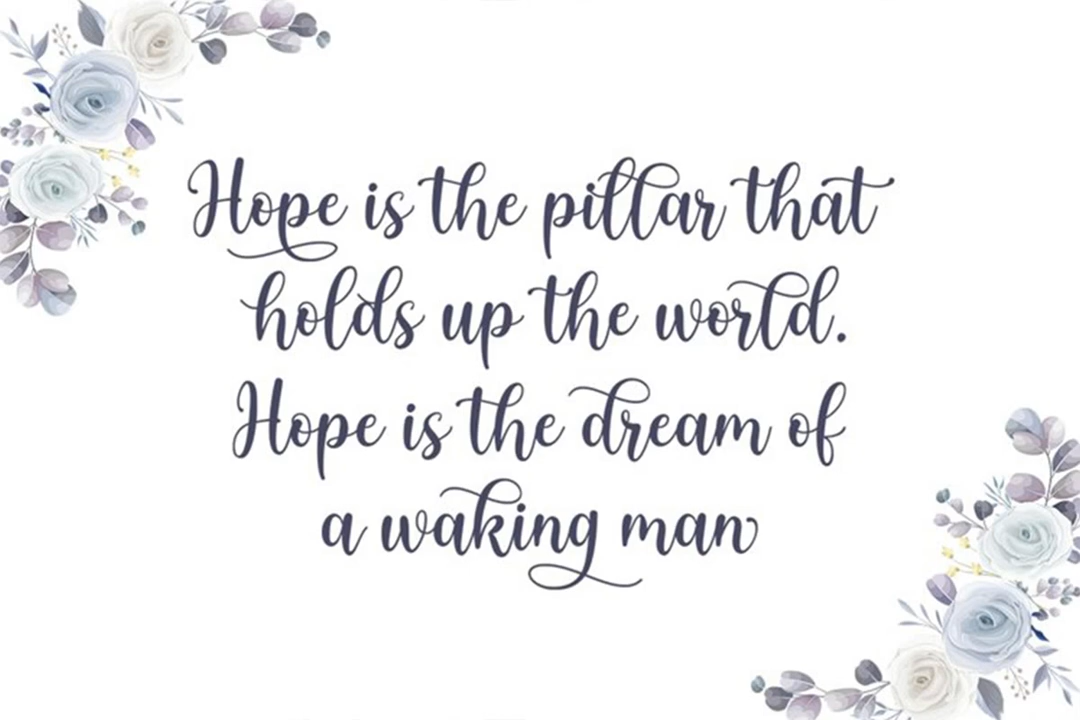 Hope is the pillar that
holds up the world.
Hope is the dream of
a waking man